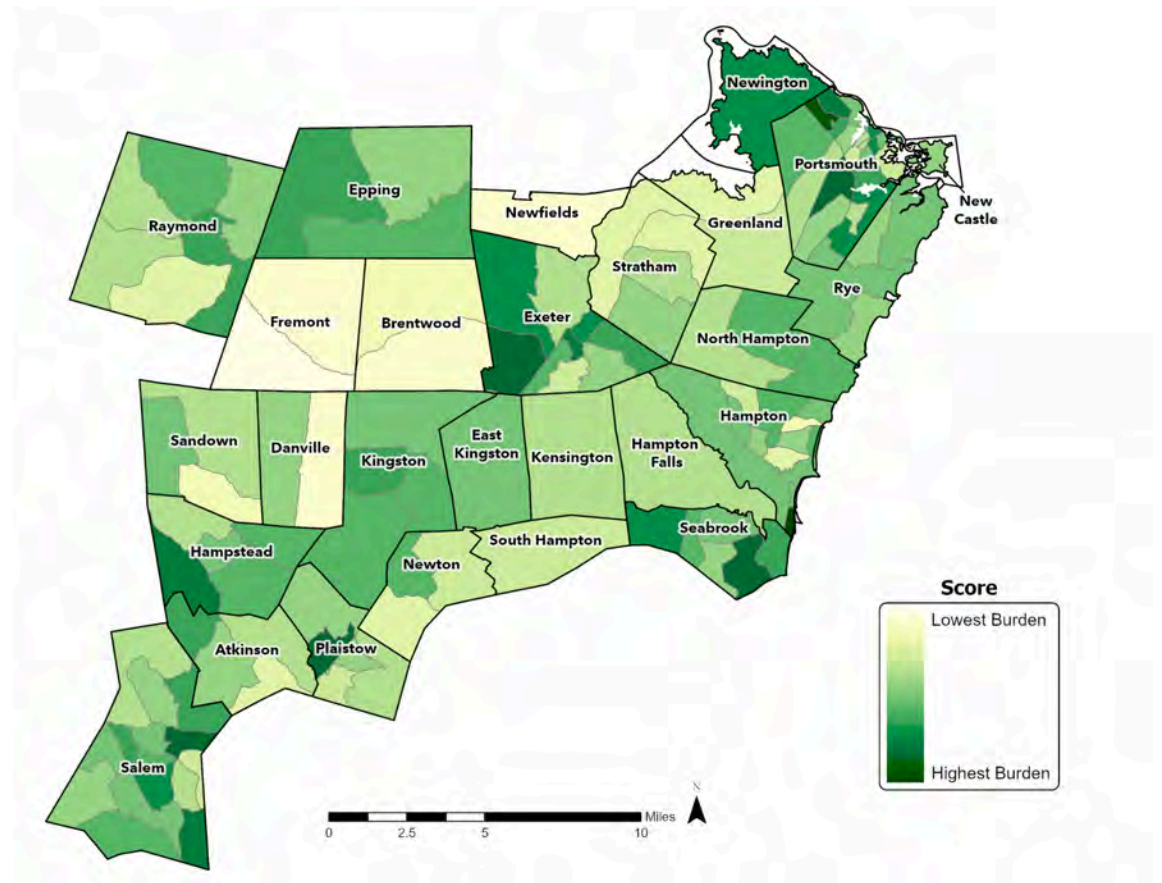 Newington
Portsmouth
New
Castle
Epping
Raymond
Newfields
Greenland
Stratham
Rye
Fremont
Brentwood
Exeter
North Hampton
Hampton
Sandown
Danville
Kingston
East
Kingston
Kensington
Hampton
Falls
Seabrook
Hampstead
South Hampton
Newton
Atkinson
Plaistow
Salem
Score
Lowest Burden
Highest Burden
N
Miles
0 2.5 5 10